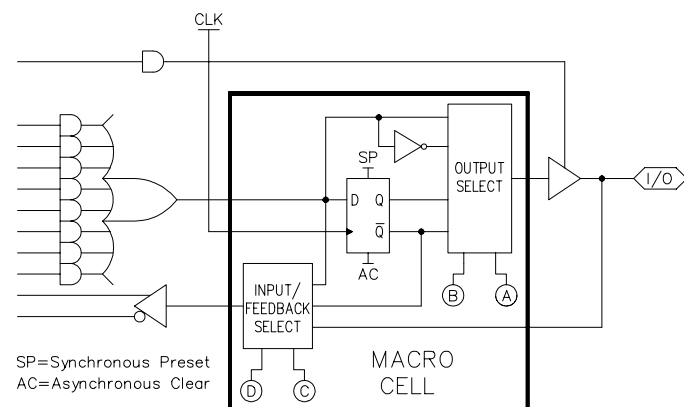 CLK
SP
OUTPUT
SELECT
I/O
D Q
Q̅
AC
B A
INPUT/
FEEDBACK
SELECT
SP=Synchronous Preset
AC=Asynchronous Clear
MACRO
CELL
D C